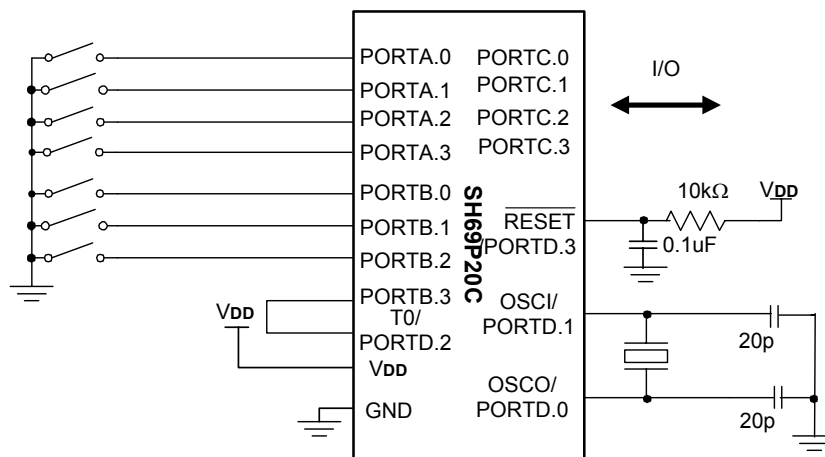 PORTA.0
PORTA.1
PORTA.2
PORTA.3
PORTB.0
PORTB.1
PORTB.2
PORTB.3
T0/
PORTD.2
VDD
VDD
GND
SH69P20C
PORTC.0
PORTC.1
PORTC.2
PORTC.3
I/O
RESET
/PORTD.3
10kΩ
VDD
0.1uF
OSCI/
PORTD.1
20p
OSCO/
PORTD.0
20p